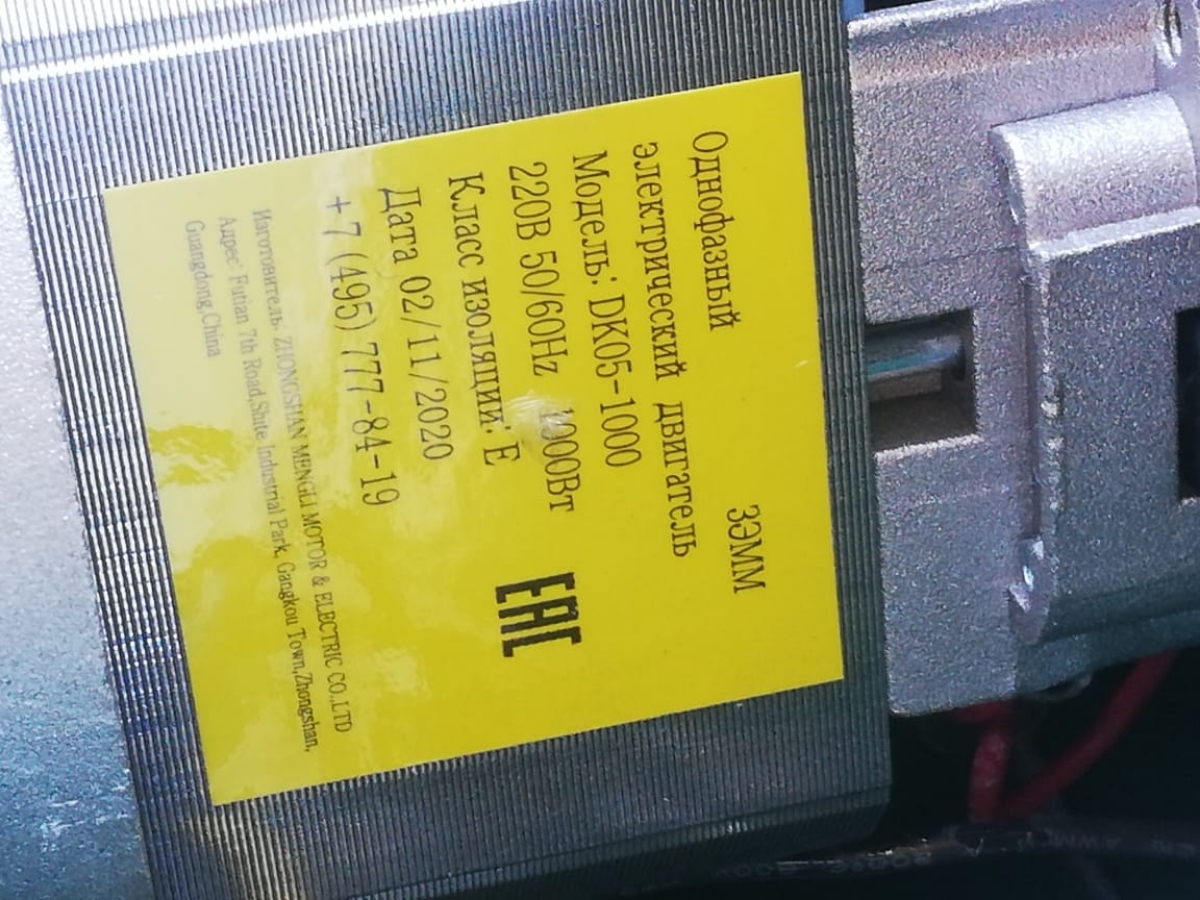 ЗЭММ
Однофазный
электрический двигатель
Модель: DK05-1000
220В 50/60Hz 1000Вт
Класс изоляции: E
Дата 02/11/2020
+7 (495) 777-84-19
EAC
Изготовитель: ZHONGSHAN MENGLI MOTOR & ELECTRIC CO.,LTD
Адрес: Futian 7th Road,Shite Industrial Park, Gangkou Town,Zhongshan,
Guangdong,China